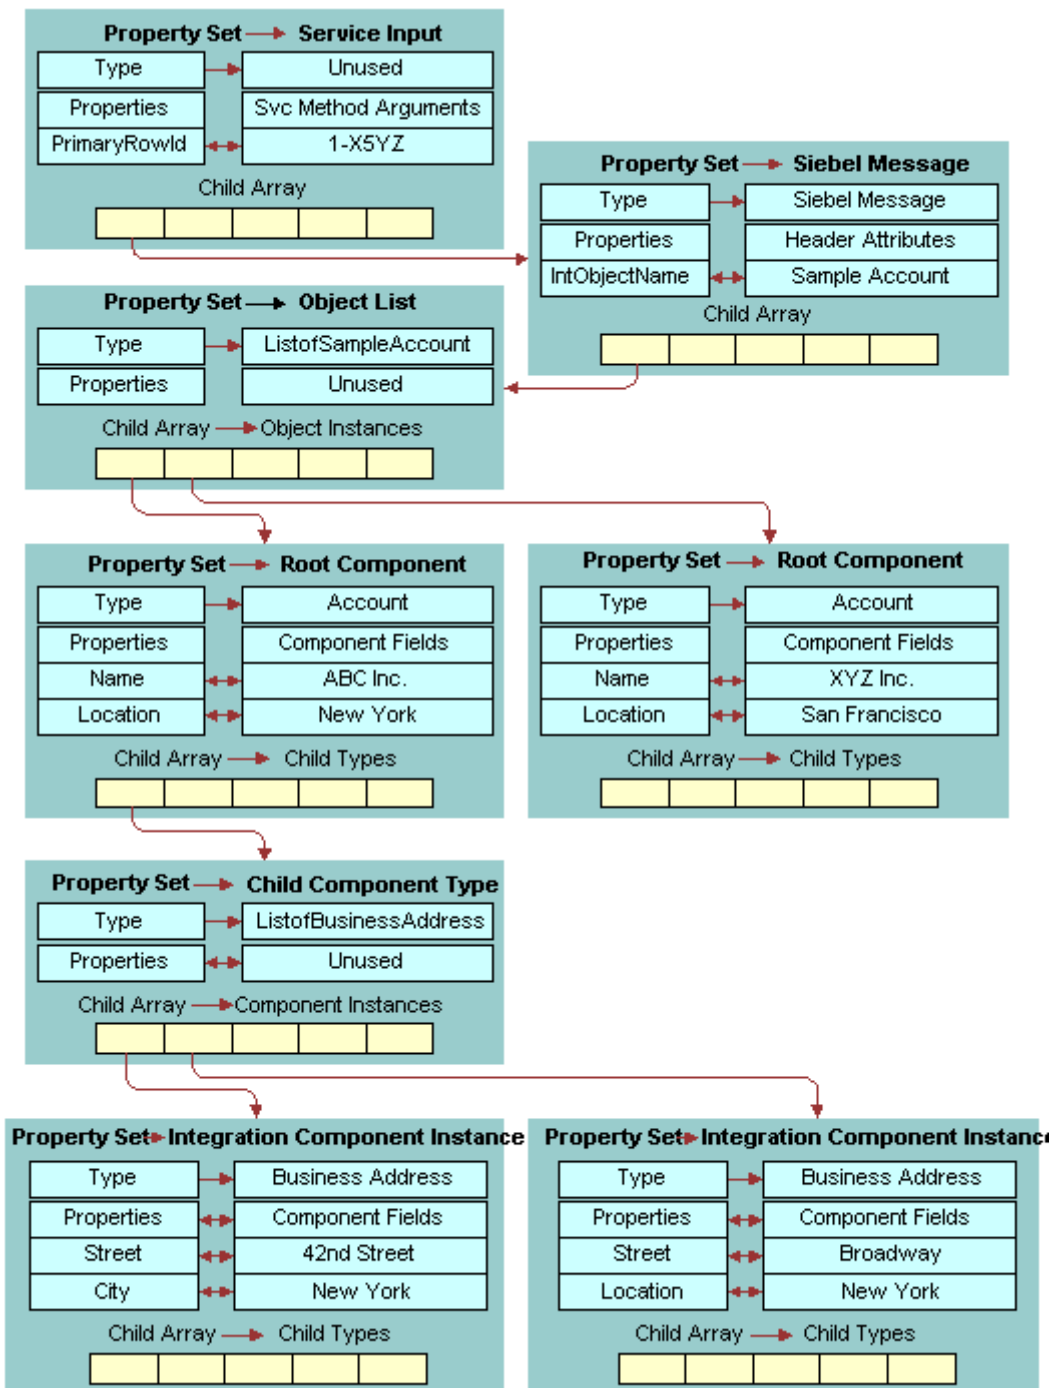 Property Set Service Input
Type Unused
Properties Svc Method Arguments
PrimaryRowId 1-X5YZ
Child Array
Property Set Siebel Message
Type Siebel Message
Properties Header Attributes
IntObjectName Sample Account
Child Array
Property Set Object List
Type ListofSampleAccount
Properties Unused
Child Array Object Instances
Property Set Root Component
Type Account
Properties Component Fields
Name ABC Inc.
Location New York
Child Array Child Types
Property Set Root Component
Type Account
Properties Component Fields
Name XYZ Inc.
Location San Francisco
Child Array Child Types
Property Set Child Component Type
Type ListofBusinessAddress
Properties Unused
Child Array Component Instances
Property Set Integration Component Instance
Type Business Address
Properties Component Fields
Street 42nd Street
City New York
Child Array Child Types
Property Set Integration Component Instance
Type Business Address
Properties Component Fields
Street Broadway
Location New York
Child Array Child Types